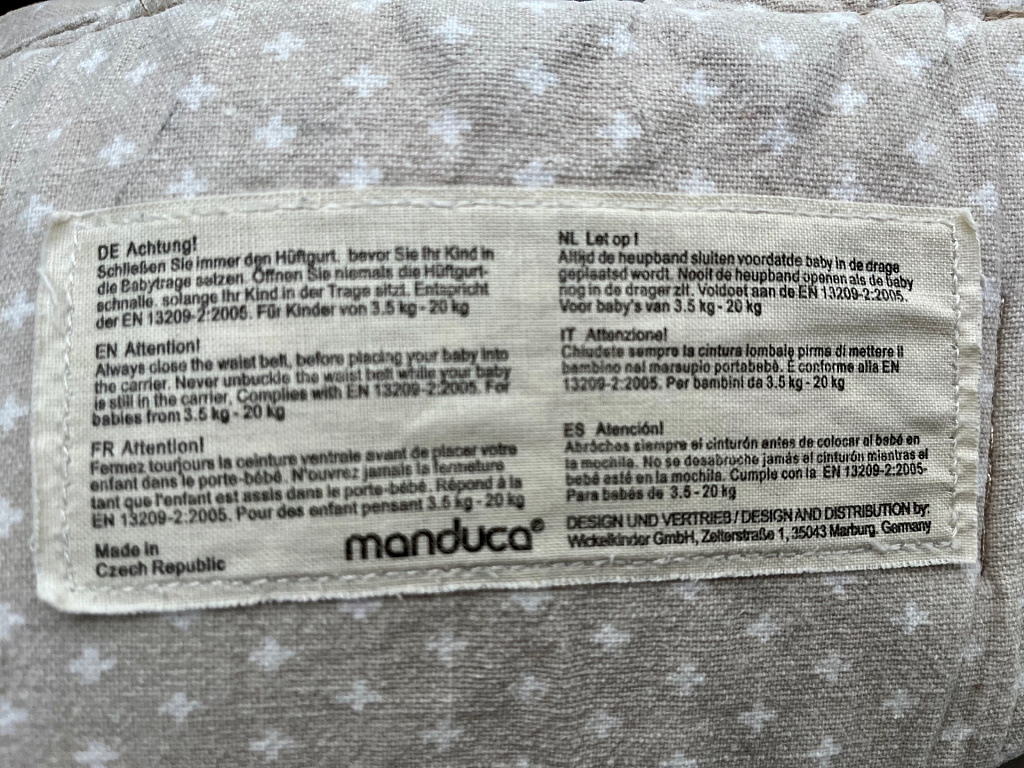 DE Achtung!
Schließen Sie immer den Hüftgurt, bevor Sie Ihr Kind in
die Babytrage setzen. Öffnen Sie niemals die Hüftgurt-
schnalle, solange Ihr Kind in der Trage sitzt. Entspricht
der EN 13209-2:2005. Für Kinder von 3.5 kg - 20 kg
EN Attention!
Always close the waist belt, before placing your baby into
the carrier. Never unbuckle the waist belt while your baby
is still in the carrier. Complies with EN 13209-2:2005. For
babies from 3.5 kg - 20 kg
FR Attention!
Fermez tourjours la ceinture ventrale avant de placer votre
enfant dans le porte-bébé. N'ouvrez jamais la fermeture
tant que l'enfant est assis dans le porte-bébé. Répond à la
EN 13209-2:2005. Pour des enfant pensant 3.5 kg - 20 kg
Made in
Czech Republic
manduca®
NL Let op!
Altijd de heupband sluiten voordatde baby in de drage
geplaatsd wordt. Nooit de heupband openen als de baby
nog in de drager zit. Voldoet aan de EN 13209-2:2005.
Voor baby's van 3.5 kg - 20 kg
IT Attenzione!
Chiudete sempre la cintura lombale pirma di mettere il
bambino nel marsupio portabebè. È conforme alla EN
13209-2:2005. Per bambini da 3.5 kg - 20 kg
ES Atención!
Abróchos siempre el cinturón antes de colocar al bebé en
la mochila. No se desabruche jamás el cinturón mientras el
bebé esté en la mochila. Cumple con la EN 13209-2:2005-
Para bebés de 3.5 - 20 kg
DESIGN UND VERTRIEB / DESIGN AND DISTRIBUTION by:
Wickelkinder GmbH, Zeiterstraße 1, 35043 Marburg, Germany